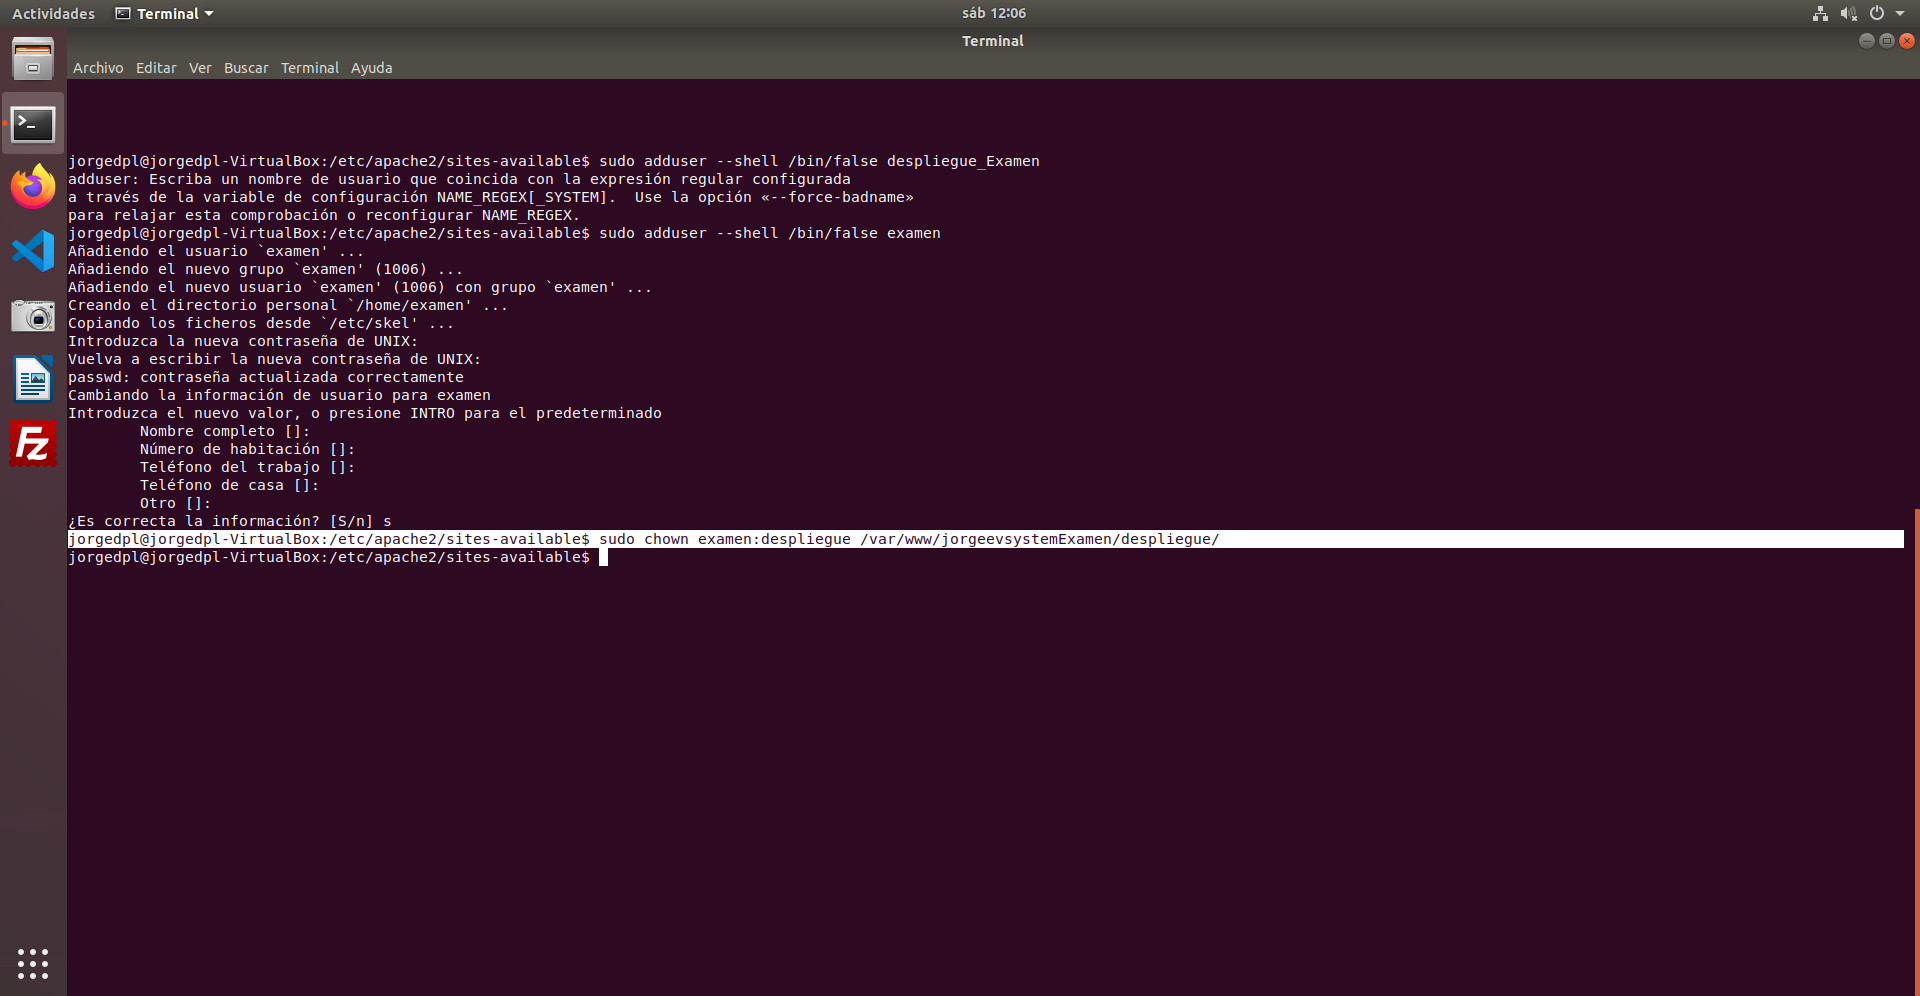 Actividades
Terminal
sáb 12:06
Terminal
Archivo Editar Ver Buscar Terminal Ayuda
jorgedpl@jorgedpl-VirtualBox:/etc/apache2/sites-available$ sudo adduser --shell /bin/false despliegue_Examen
adduser: Escriba un nombre de usuario que coincida con la expresión regular configurada
a través de la variable de configuración NAME_REGEX[_SYSTEM].  Use la opción «--force-badname»
para relajar esta comprobación o reconfigurar NAME_REGEX.
jorgedpl@jorgedpl-VirtualBox:/etc/apache2/sites-available$ sudo adduser --shell /bin/false examen
Añadiendo el usuario `examen' ...
Añadiendo el nuevo grupo `examen' (1006) ...
Añadiendo el nuevo usuario `examen' (1006) con grupo `examen' ...
Creando el directorio personal `/home/examen' ...
Copiando los ficheros desde `/etc/skel' ...
Introduzca la nueva contraseña de UNIX:
Vuelva a escribir la nueva contraseña de UNIX:
passwd: contraseña actualizada correctamente
Cambiando la información de usuario para examen
Introduzca el nuevo valor, o presione INTRO para el predeterminado
Nombre completo []:
Número de habitación []:
Teléfono del trabajo []:
Teléfono de casa []:
Otro []:
¿Es correcta la información? [S/n] s
jorgedpl@jorgedpl-VirtualBox:/etc/apache2/sites-available$ sudo chown examen:despliegue /var/www/jorgeevsystemExamen/despliegue/
jorgedpl@jorgedpl-VirtualBox:/etc/apache2/sites-available$
Fz